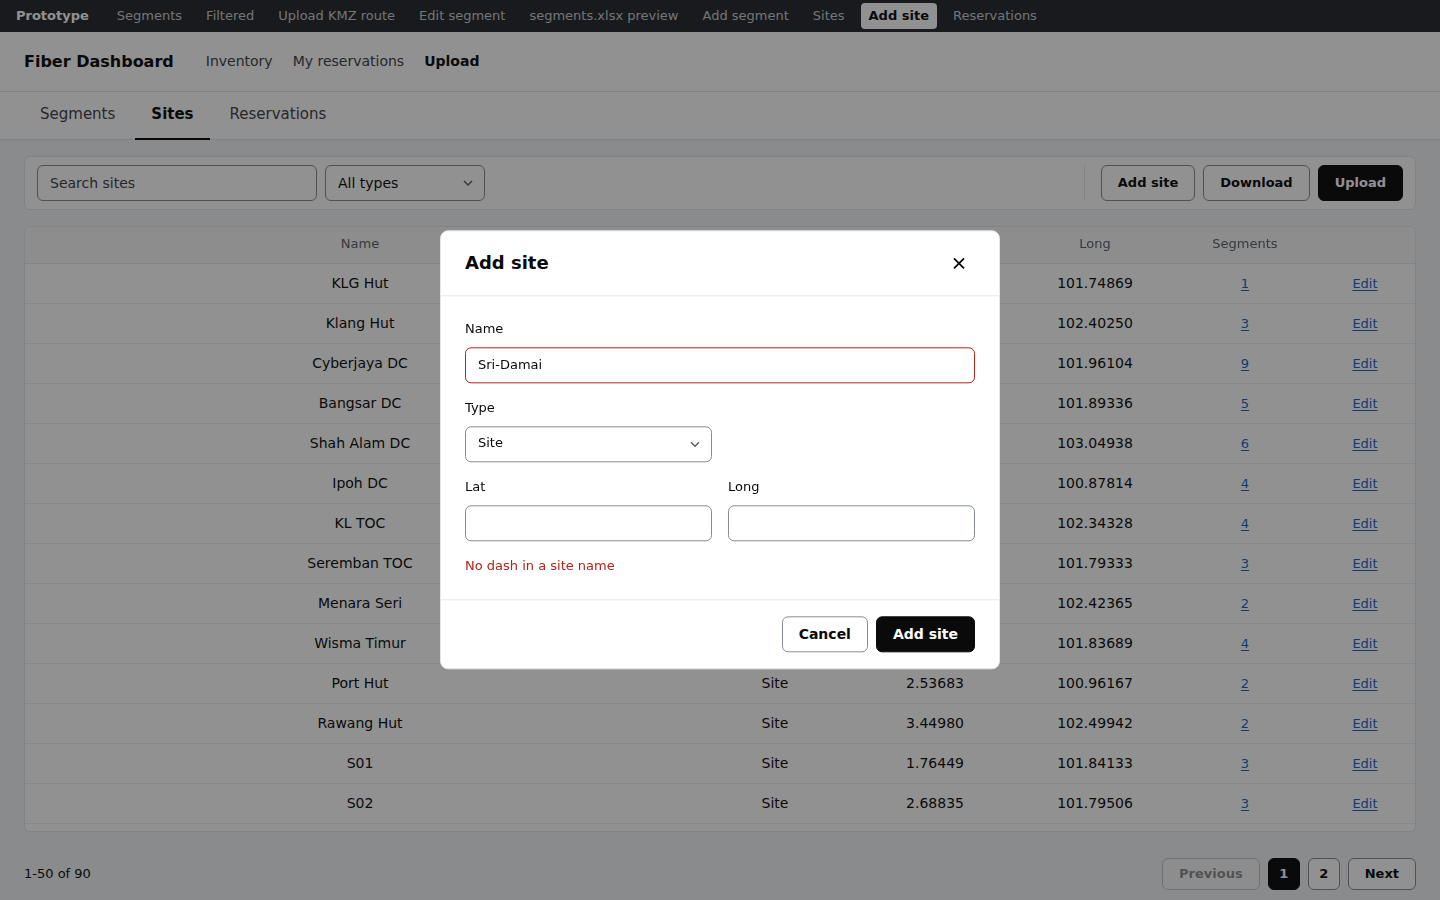 Prototype Segments Filtered Upload KMZ route Edit segment segments.xlsx preview Add segment Sites Add site Reservations
Fiber Dashboard Inventory My reservations Upload
Segments Sites Reservations
Search sites All types Add site Download Upload
Name Long Segments
KLG Hut 101.74869 1 Edit
Klang Hut 102.40250 3 Edit
Cyberjaya DC 101.96104 9 Edit
Bangsar DC 101.89336 5 Edit
Shah Alam DC 103.04938 6 Edit
Ipoh DC 100.87814 4 Edit
KL TOC 102.34328 4 Edit
Seremban TOC 101.79333 3 Edit
Menara Seri 102.42365 2 Edit
Wisma Timur 101.83689 4 Edit
Port Hut Site 2.53683 100.96167 2 Edit
Rawang Hut Site 3.44980 102.49942 2 Edit
S01 Site 1.76449 101.84133 3 Edit
S02 Site 2.68835 101.79506 3 Edit
1-50 of 90 Previous 1 2 Next
Add site ×
Name
Sri-Damai
Type
Site
Lat Long
No dash in a site name
Cancel Add site